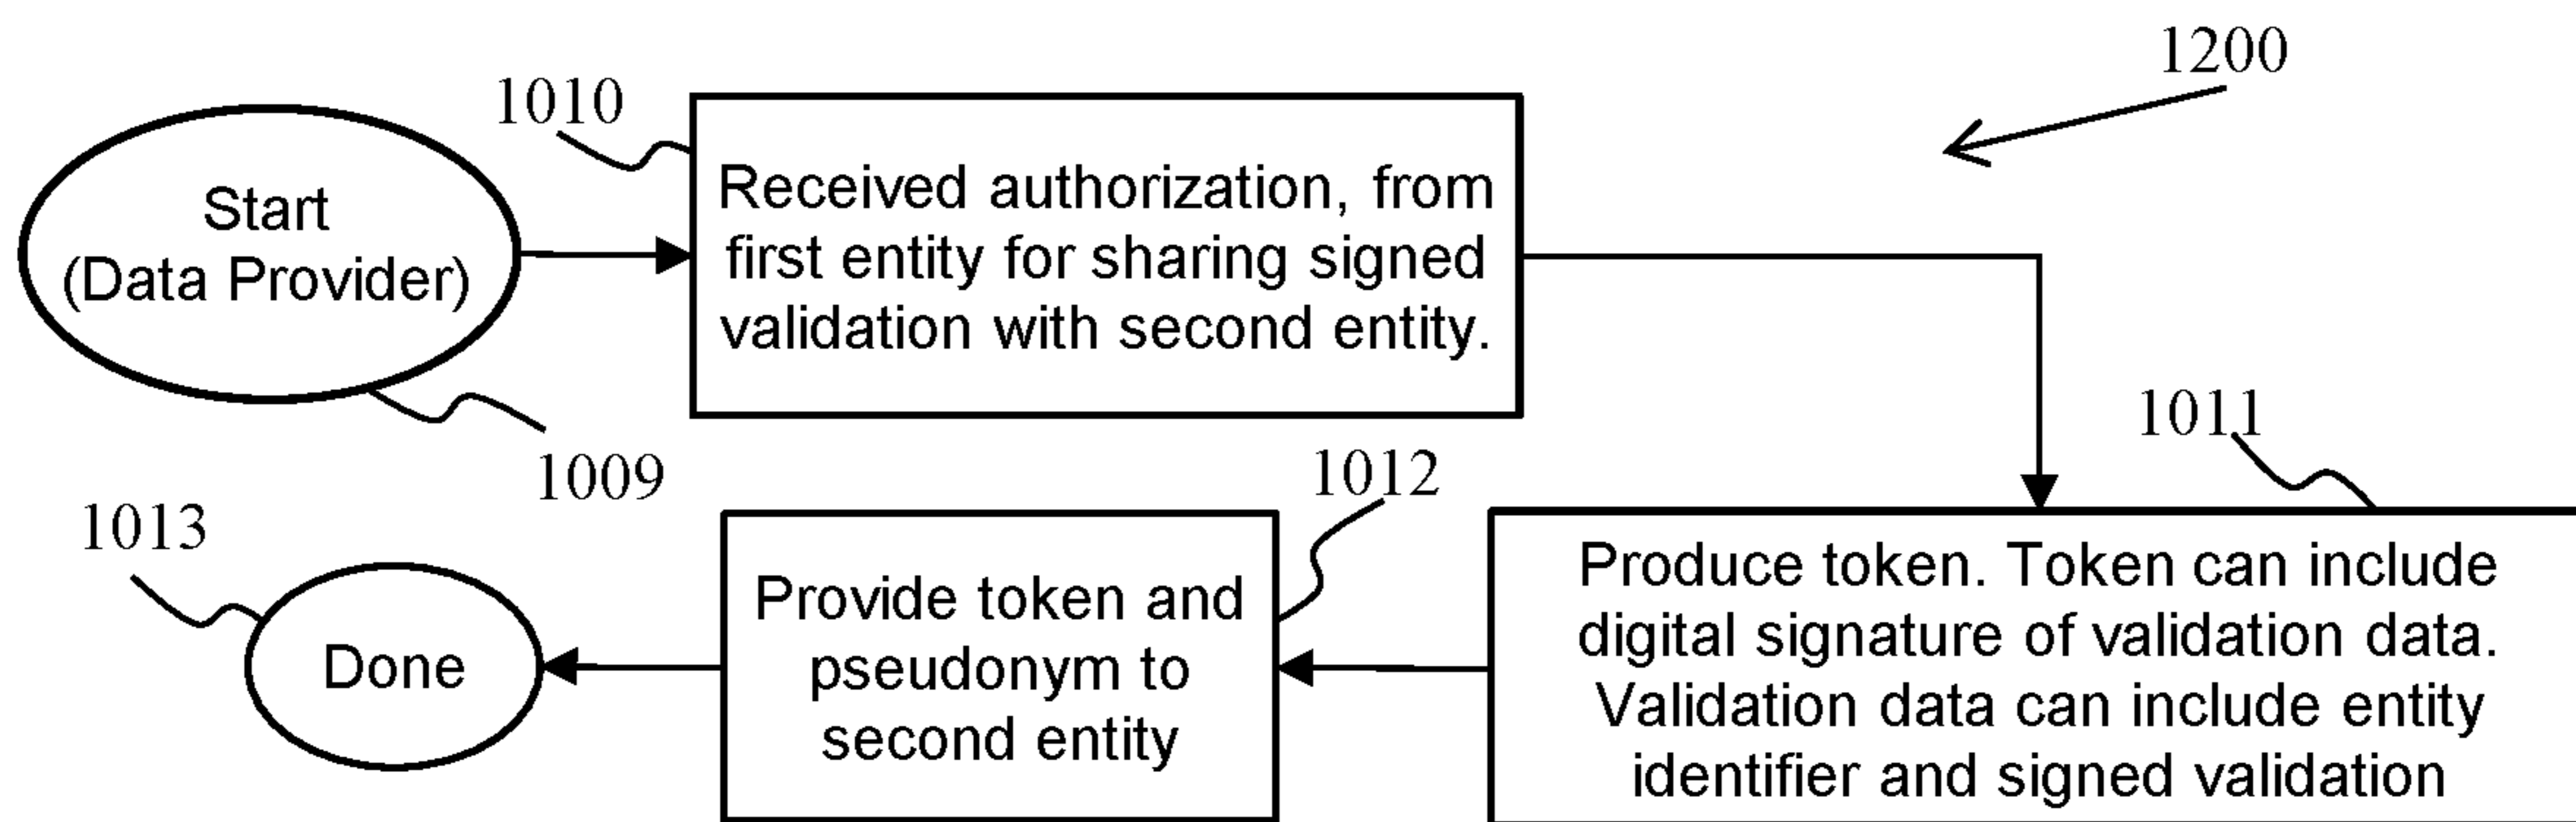 1200
1010
Start
(Data Provider)
Received authorization, from
first entity for sharing signed
validation with second entity.
1009
1011
1012
1013
Produce token. Token can include
digital signature of validation data.
Validation data can include entity
identifier and signed validation
Provide token and
pseudonym to
second entity
Done